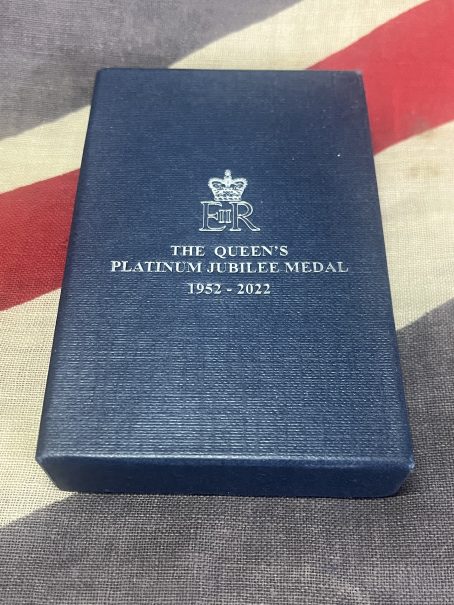 EIIR
THE QUEEN'S
PLATINUM JUBILEE MEDAL
1952 - 2022